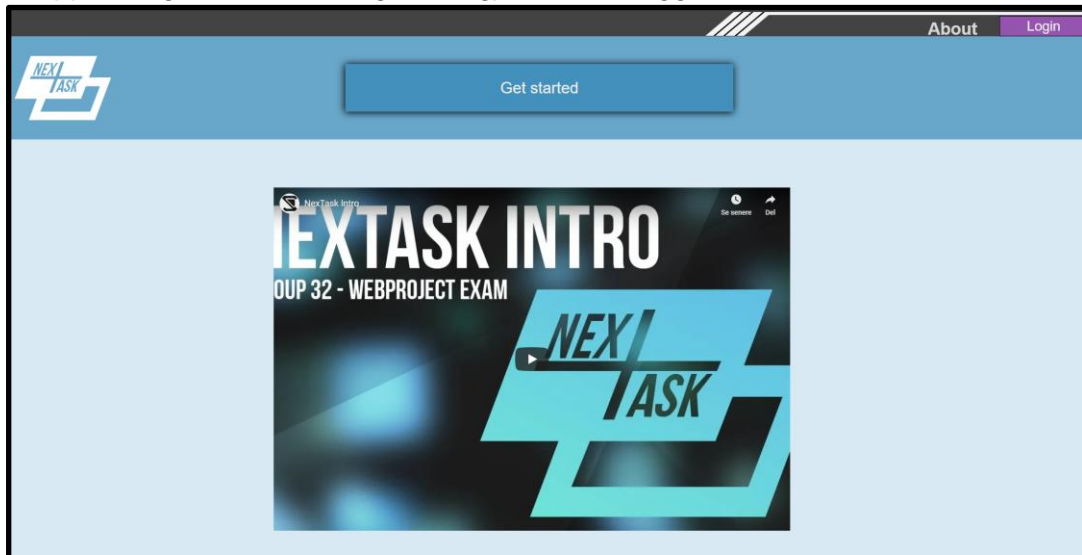 About
Login
NEX
TASK
Get started
NexTask Intro
Se senere
Del
EXTASK INTRO
OUP 32 - WEBPROJECT EXAM
NEX
TASK